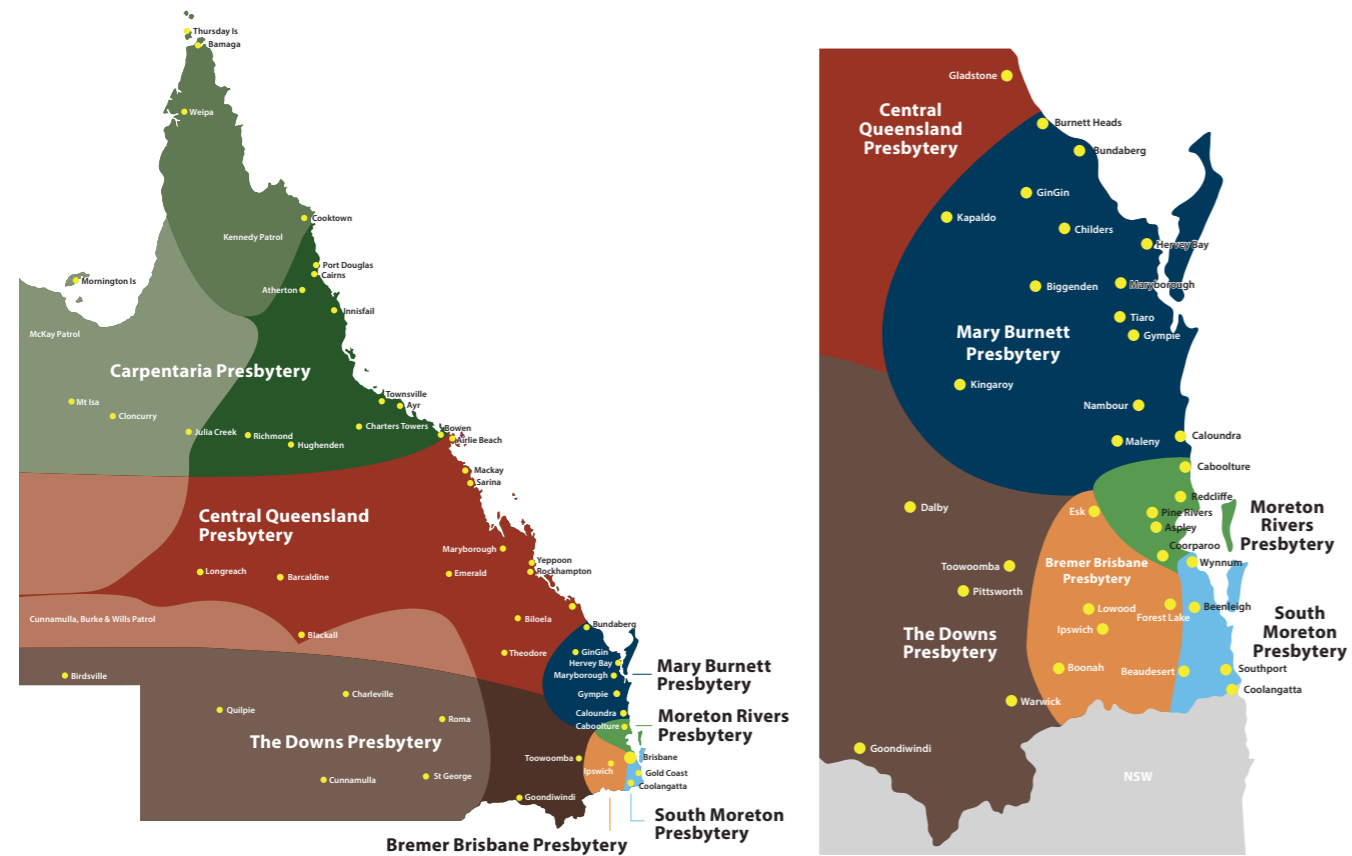 Thursday Is
Bamaga
Weipa
Cooktown
Kennedy Patrol
Port Douglas
Cairns
Mornington Is
Atherton
Innisfail
McKay Patrol
Carpentaria Presbytery
Mt Isa
Cloncurry
Townsville
Ayr
Julia Creek
Richmond
Hughenden
Charters Towers
Bowen
Airlie Beach
Mackay
Sarina
Central Queensland
Presbytery
Maryborough
Yeppoon
Rockhampton
Longreach
Barcaldine
Emerald
Cunnamulla, Burke & Wills Patrol
Biloela
Bundaberg
Blackall
Theodore
GinGin
Hervey Bay
Maryborough
Mary Burnett
Presbytery
Birdsville
Charleville
Gympie
Quilpie
Roma
Caloundra
Caboolture
Moreton Rivers
Presbytery
The Downs Presbytery
Toowoomba
Brisbane
Ipswich
Gold Coast
Cunnamulla
St George
Coolangatta
Goondiwindi
South Moreton
Presbytery
Bremer Brisbane Presbytery
Gladstone
Central
Queensland
Presbytery
Burnett Heads
Bundaberg
GinGin
Kapaldo
Childers
Hervey Bay
Biggenden
Maryborough
Tiaro
Gympie
Mary Burnett
Presbytery
Kingaroy
Nambour
Maleny
Caloundra
Caboolture
Redcliffe
Dalby
Esk
Pine Rivers
Aspley
Moreton
Rivers
Presbytery
Coorparoo
Wynnum
Toowoomba
Bremer Brisbane
Presbytery
Pittsworth
Lowood
Forest Lake
Beenleigh
Ipswich
South
Moreton
Presbytery
The Downs
Presbytery
Boonah
Beaudesert
Southport
Coolangatta
Warwick
Goondiwindi
NSW